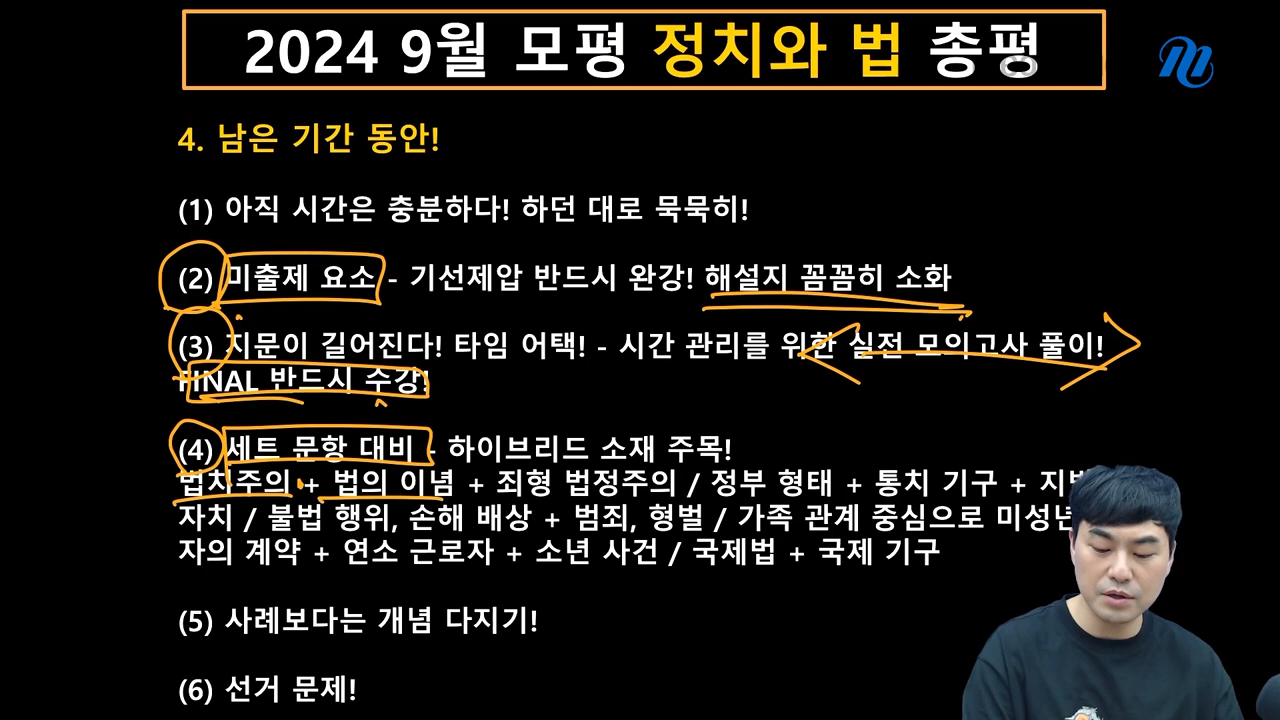 2024 9월 모평 정치와 법 총평
4. 남은 기간 동안!
(1) 아직 시간은 충분하다! 하던 대로 묵묵히!
(2) 미출제 요소 - 기선제압 반드시 완강! 해설지 꼼꼼히 소화
(3) 지문이 길어진다! 타임 어택! - 시간 관리를 위한 실전 모의고사 풀이!
FINAL 반드시 수강!
(4) 세트 문항 대비 - 하이브리드 소재 주목!
법치주의 + 법의 이념 + 죄형 법정주의 / 정부 형태 + 통치 기구 +
자치 / 불법 행위, 손해 배상 + 범죄, 형벌 / 가족 관계 중심으로
자의 계약 + 연소 근로자 + 소년 사건 / 국제법 + 국제 기구
(5) 사례보다는 개념 다지기!
(6) 선거 문제!